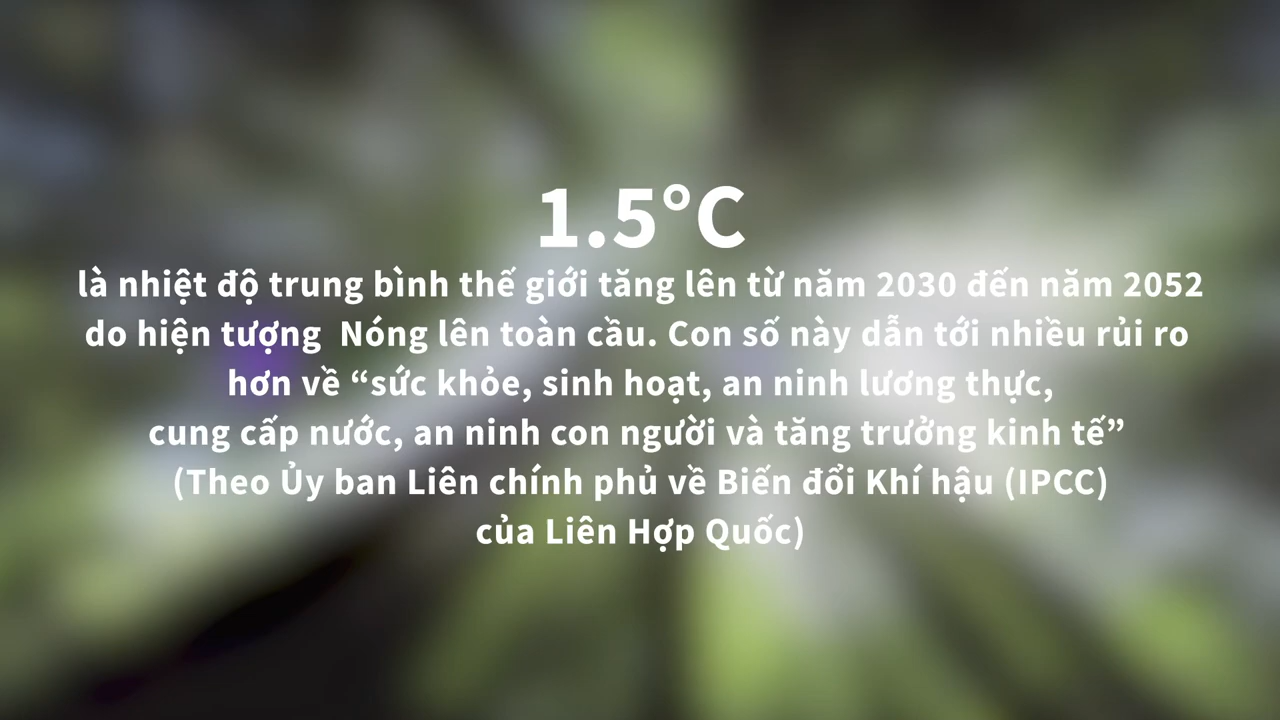 1.5°C
là nhiệt độ trung bình thế giới tăng lên từ năm 2030 đến năm 2052
do hiện tượng  Nóng lên toàn cầu. Con số này dẫn tới nhiều rủi ro
hơn về “sức khỏe, sinh hoạt, an ninh lương thực,
cung cấp nước, an ninh con người và tăng trưởng kinh tế”
(Theo Ủy ban Liên chính phủ về Biến đổi Khí hậu (IPCC)
của Liên Hợp Quốc)